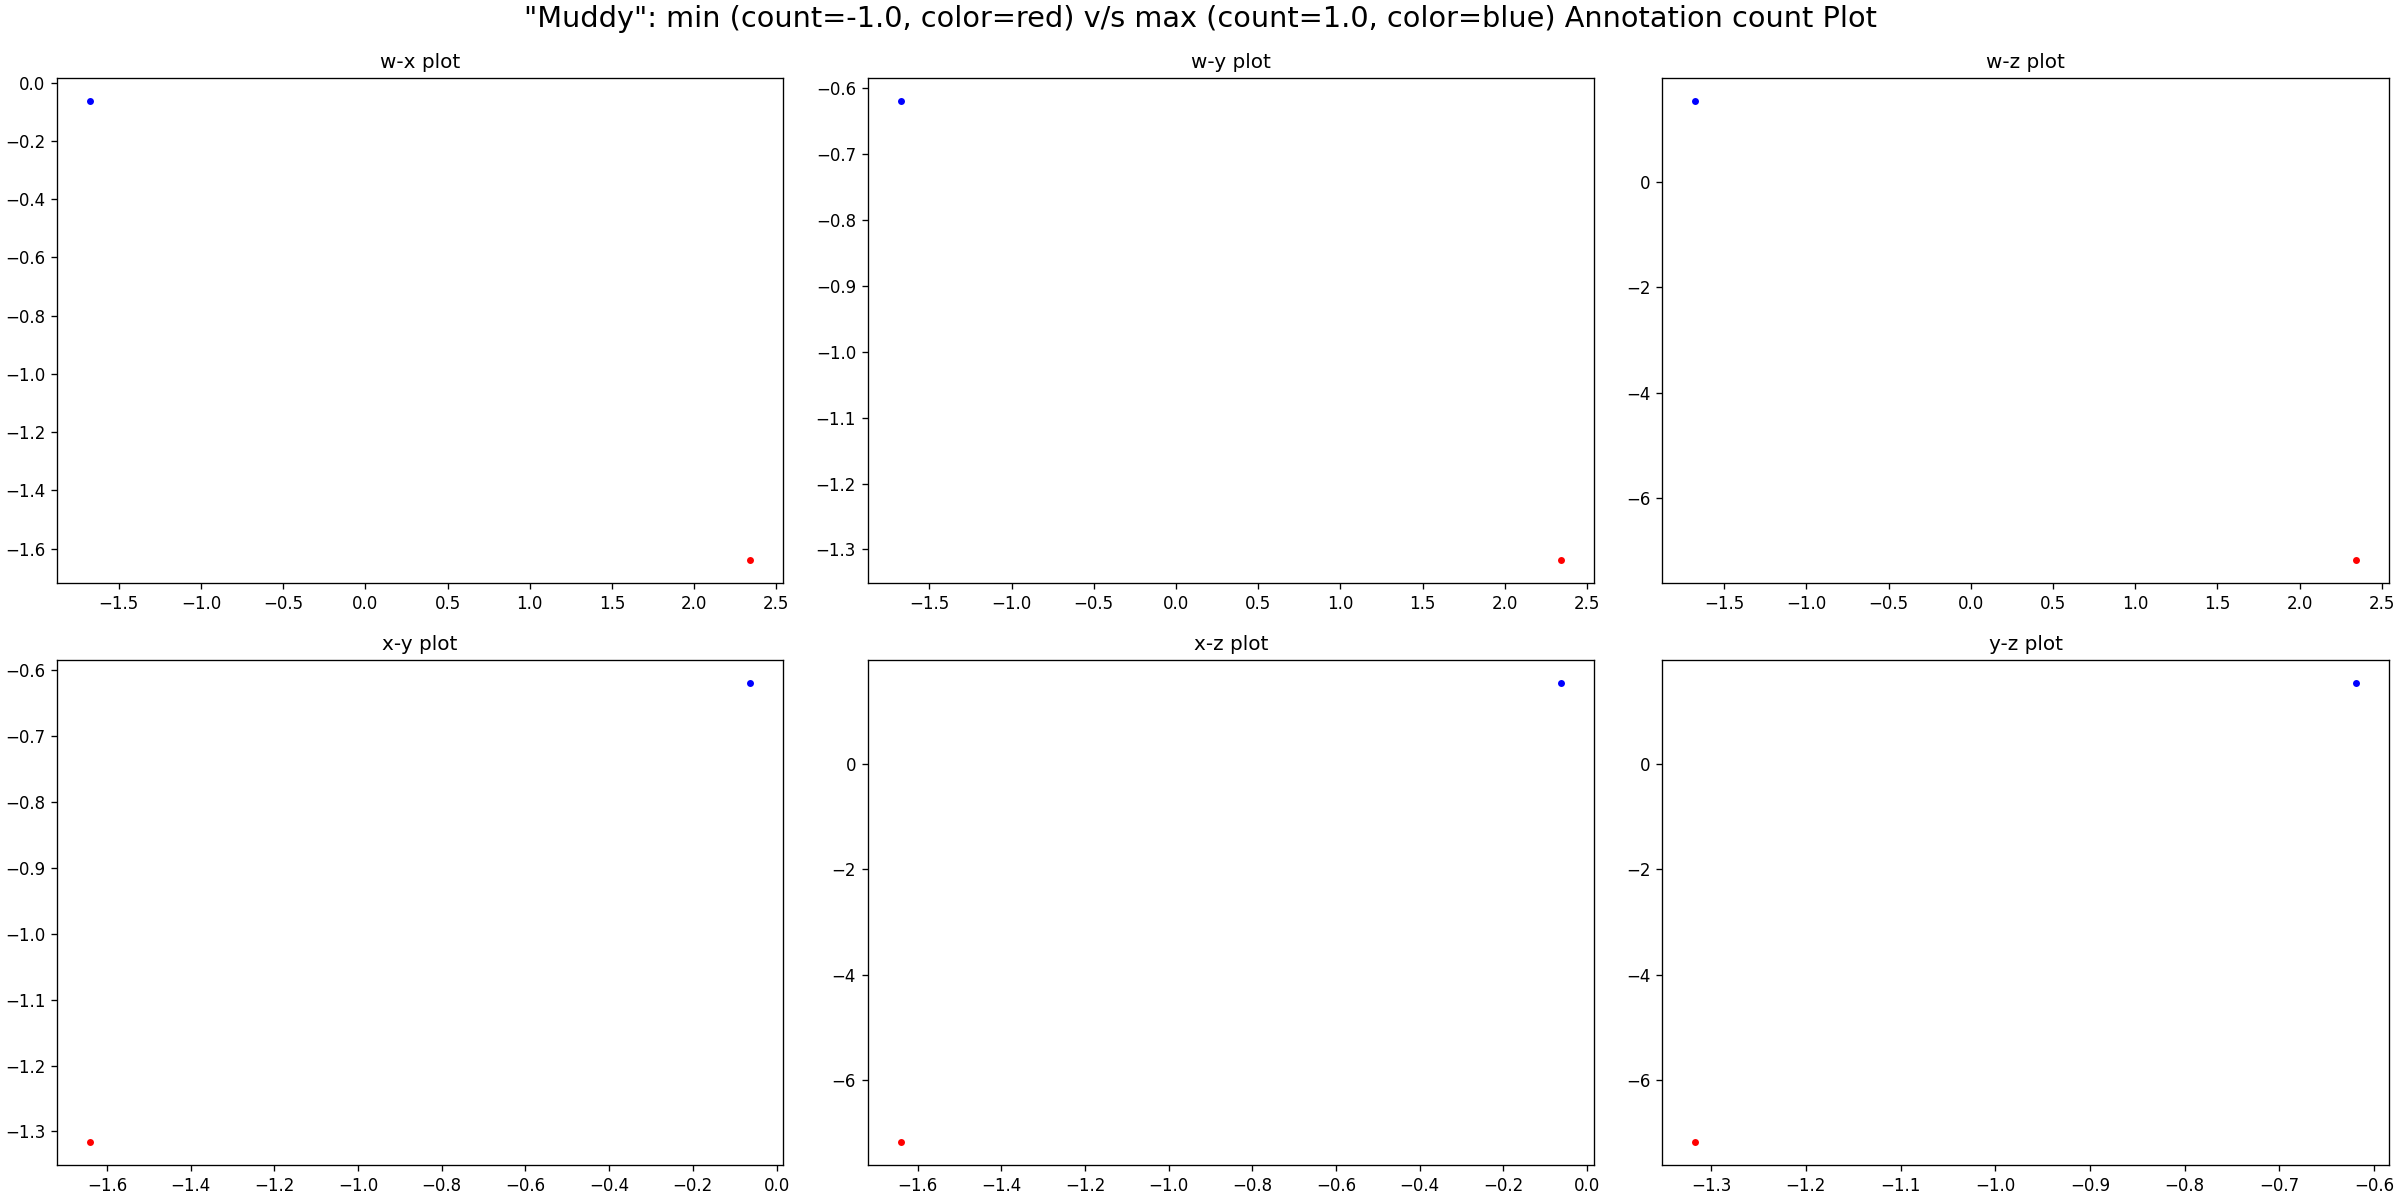 "Muddy": min (count=-1.0, color=red) v/s max (count=1.0, color=blue) Annotation count Plot
w-x plot
0.0
−0.2
−0.4
−0.6
−0.8
−1.0
−1.2
−1.4
−1.6
−1.5 −1.0 −0.5 0.0 0.5 1.0 1.5 2.0 2.5
w-y plot
−0.6
−0.7
−0.8
−0.9
−1.0
−1.1
−1.2
−1.3
−1.5 −1.0 −0.5 0.0 0.5 1.0 1.5 2.0 2.5
w-z plot
0
−2
−4
−6
−1.5 −1.0 −0.5 0.0 0.5 1.0 1.5 2.0 2.5
x-y plot
−0.6
−0.7
−0.8
−0.9
−1.0
−1.1
−1.2
−1.3
−1.6 −1.4 −1.2 −1.0 −0.8 −0.6 −0.4 −0.2 0.0
x-z plot
0
−2
−4
−6
−1.6 −1.4 −1.2 −1.0 −0.8 −0.6 −0.4 −0.2 0.0
y-z plot
0
−2
−4
−6
−1.3 −1.2 −1.1 −1.0 −0.9 −0.8 −0.7 −0.6